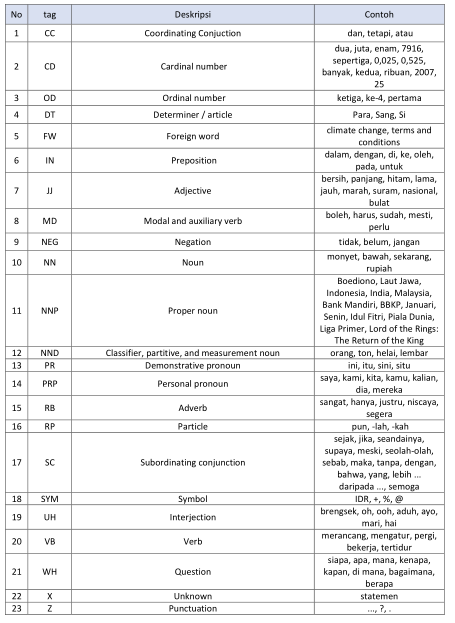 No tag Deskripsi Contoh
1 CC Coordinating Conjuction dan, tetapi, atau
2 CD Cardinal number dua, juta, enam, 7916,
sepertiga, 0,025, 0,525,
banyak, kedua, ribuan, 2007,
25
3 OD Ordinal number ketiga, ke-4, pertama
4 DT Determiner / article Para, Sang, Si
5 FW Foreign word climate change, terms and
conditions
6 IN Preposition dalam, dengan, di, ke, oleh,
pada, untuk
7 JJ Adjective bersih, panjang, hitam, lama,
jauh, marah, suram, nasional,
bulat
8 MD Modal and auxiliary verb boleh, harus, sudah, mesti,
perlu
9 NEG Negation tidak, belum, jangan
10 NN Noun monyet, bawah, sekarang,
rupiah
11 NNP Proper noun Boediono, Laut Jawa,
Indonesia, India, Malaysia,
Bank Mandiri, BBKP, Januari,
Senin, Idul Fitri, Piala Dunia,
Liga Primer, Lord of the Rings:
The Return of the King
12 NND Classifier, partitive, and measurement noun orang, ton, helai, lembar
13 PR Demonstrative pronoun ini, itu, sini, situ
14 PRP Personal pronoun saya, kami, kita, kamu, kalian,
dia, mereka
15 RB Adverb sangat, hanya, justru, niscaya,
segera
16 RP Particle pun, -lah, -kah
17 SC Subordinating conjunction sejak, jika, seandainya,
supaya, meski, seolah-olah,
sebab, maka, tanpa, dengan,
bahwa, yang, lebih ...
daripada ..., semoga
18 SYM Symbol IDR, +, %, @
19 UH Interjection brengsek, oh, ooh, aduh, ayo,
mari, hai
20 VB Verb merancang, mengatur, pergi,
bekerja, tertidur
21 WH Question siapa, apa, mana, kenapa,
kapan, di mana, bagaimana,
berapa
22 X Unknown statemen
23 Z Punctuation ..., ?, .